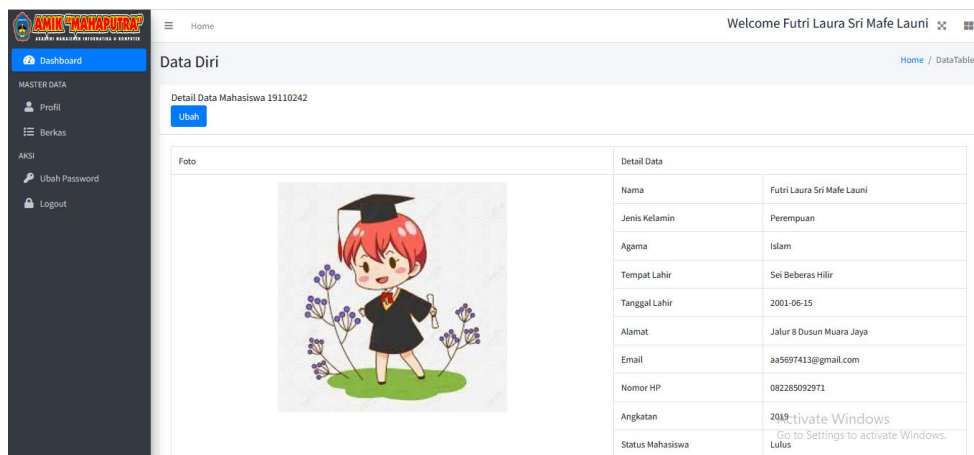 AMIK "MAHAPUTRA"
AKADEMI MANAJEMEN INFORMATIKA & KOMPUTER
Home
Welcome Futri Laura Sri Mafe Launi
Dashboard
Data Diri
Home / DataTable
MASTER DATA
Profil
Berkas
AKSI
Ubah Password
Logout
Detail Data Mahasiswa 19110242
Ubah
Foto
Detail Data
Nama Futri Laura Sri Mafe Launi
Jenis Kelamin Perempuan
Agama Islam
Tempat Lahir Sei Beberas Hilir
Tanggal Lahir 2001-06-15
Alamat Jalur 8 Dusun Muara Jaya
Email aa5697413@gmail.com
Nomor HP 082285092971
Angkatan 2019
Activate Windows
Go to Settings to activate Windows.
Status Mahasiswa Lulus